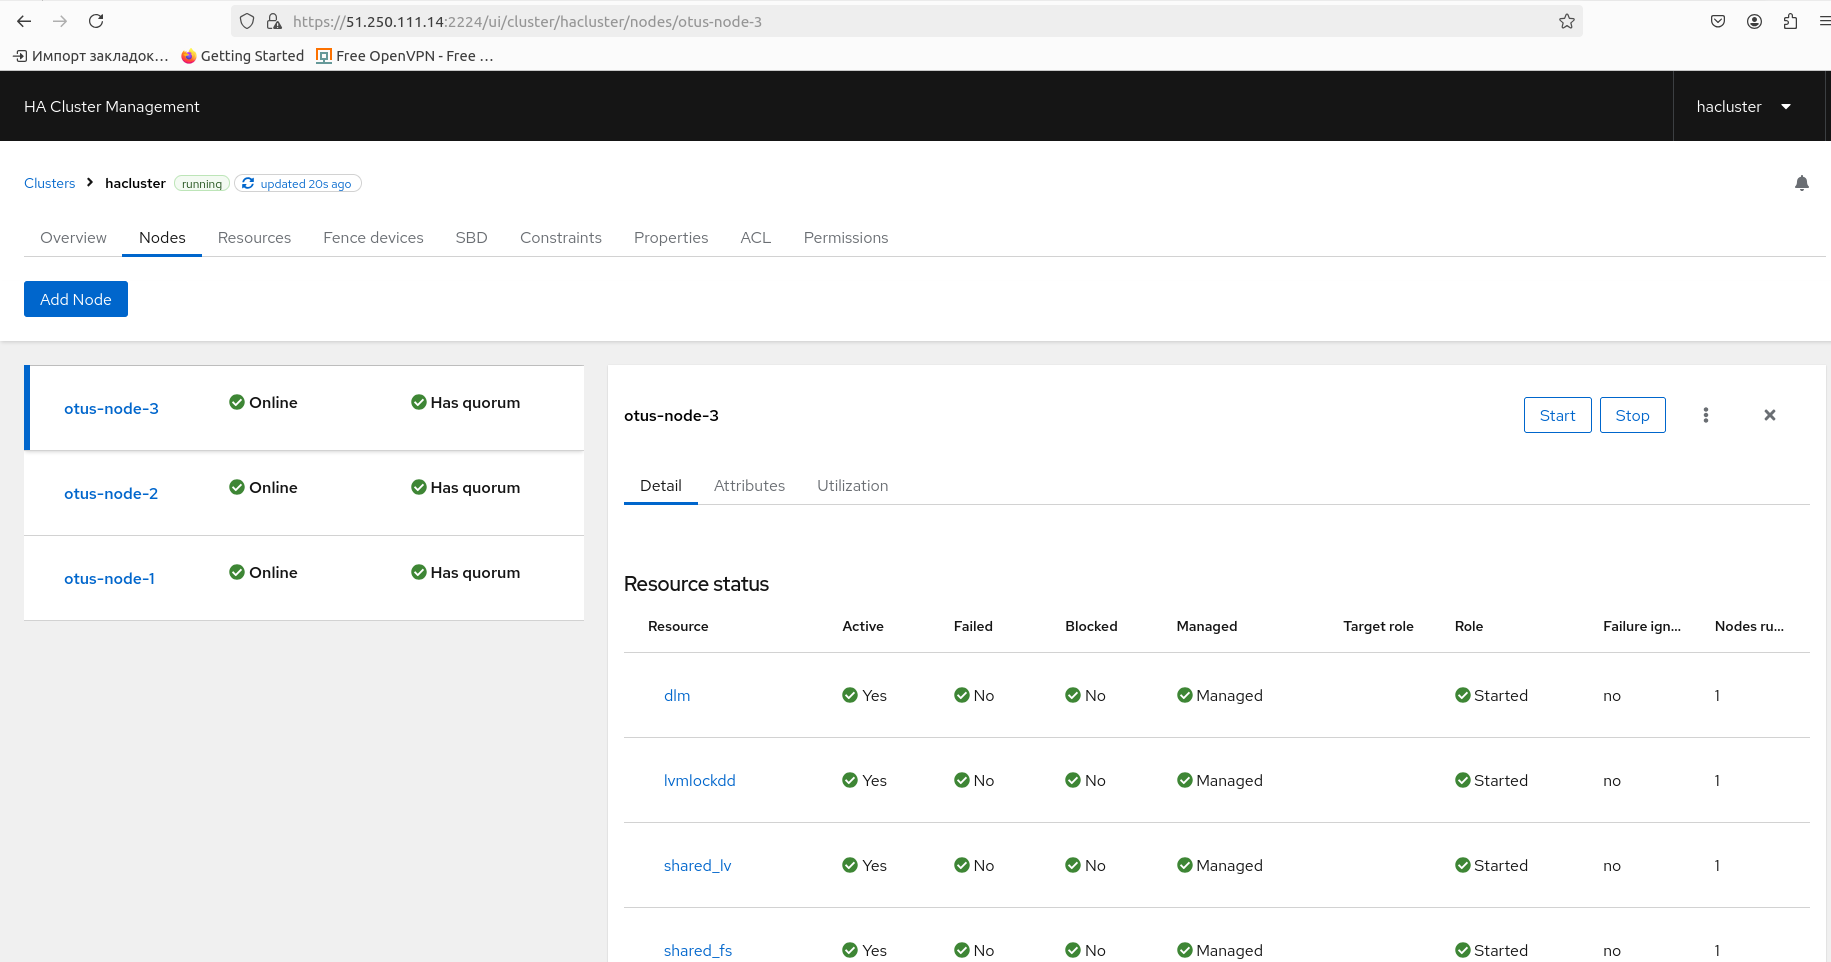 https://51.250.111.14:2224/ui/cluster/hacluster/nodes/otus-node-3
Импорт закладок… Getting Started Free OpenVPN - Free …
HA Cluster Management hacluster
Clusters hacluster running updated 20s ago
Overview Nodes Resources Fence devices SBD Constraints Properties ACL Permissions
Add Node
otus-node-3 Online Has quorum
otus-node-2 Online Has quorum
otus-node-1 Online Has quorum
otus-node-3 Start Stop
Detail Attributes Utilization
Resource status
Resource Active Failed Blocked Managed Target role Role Failure ign... Nodes ru...
dlm Yes No No Managed Started no 1
lvmlockdd Yes No No Managed Started no 1
shared_lv Yes No No Managed Started no 1
shared_fs Yes No No Managed Started no 1